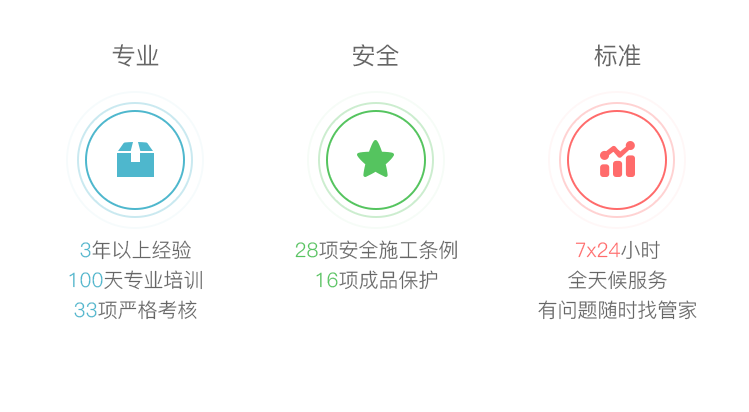 专业
3年以上经验
100天专业培训
33项严格考核
安全
28项安全施工条例
16项成品保护
标准
7x24小时
全天候服务
有问题随时找管家